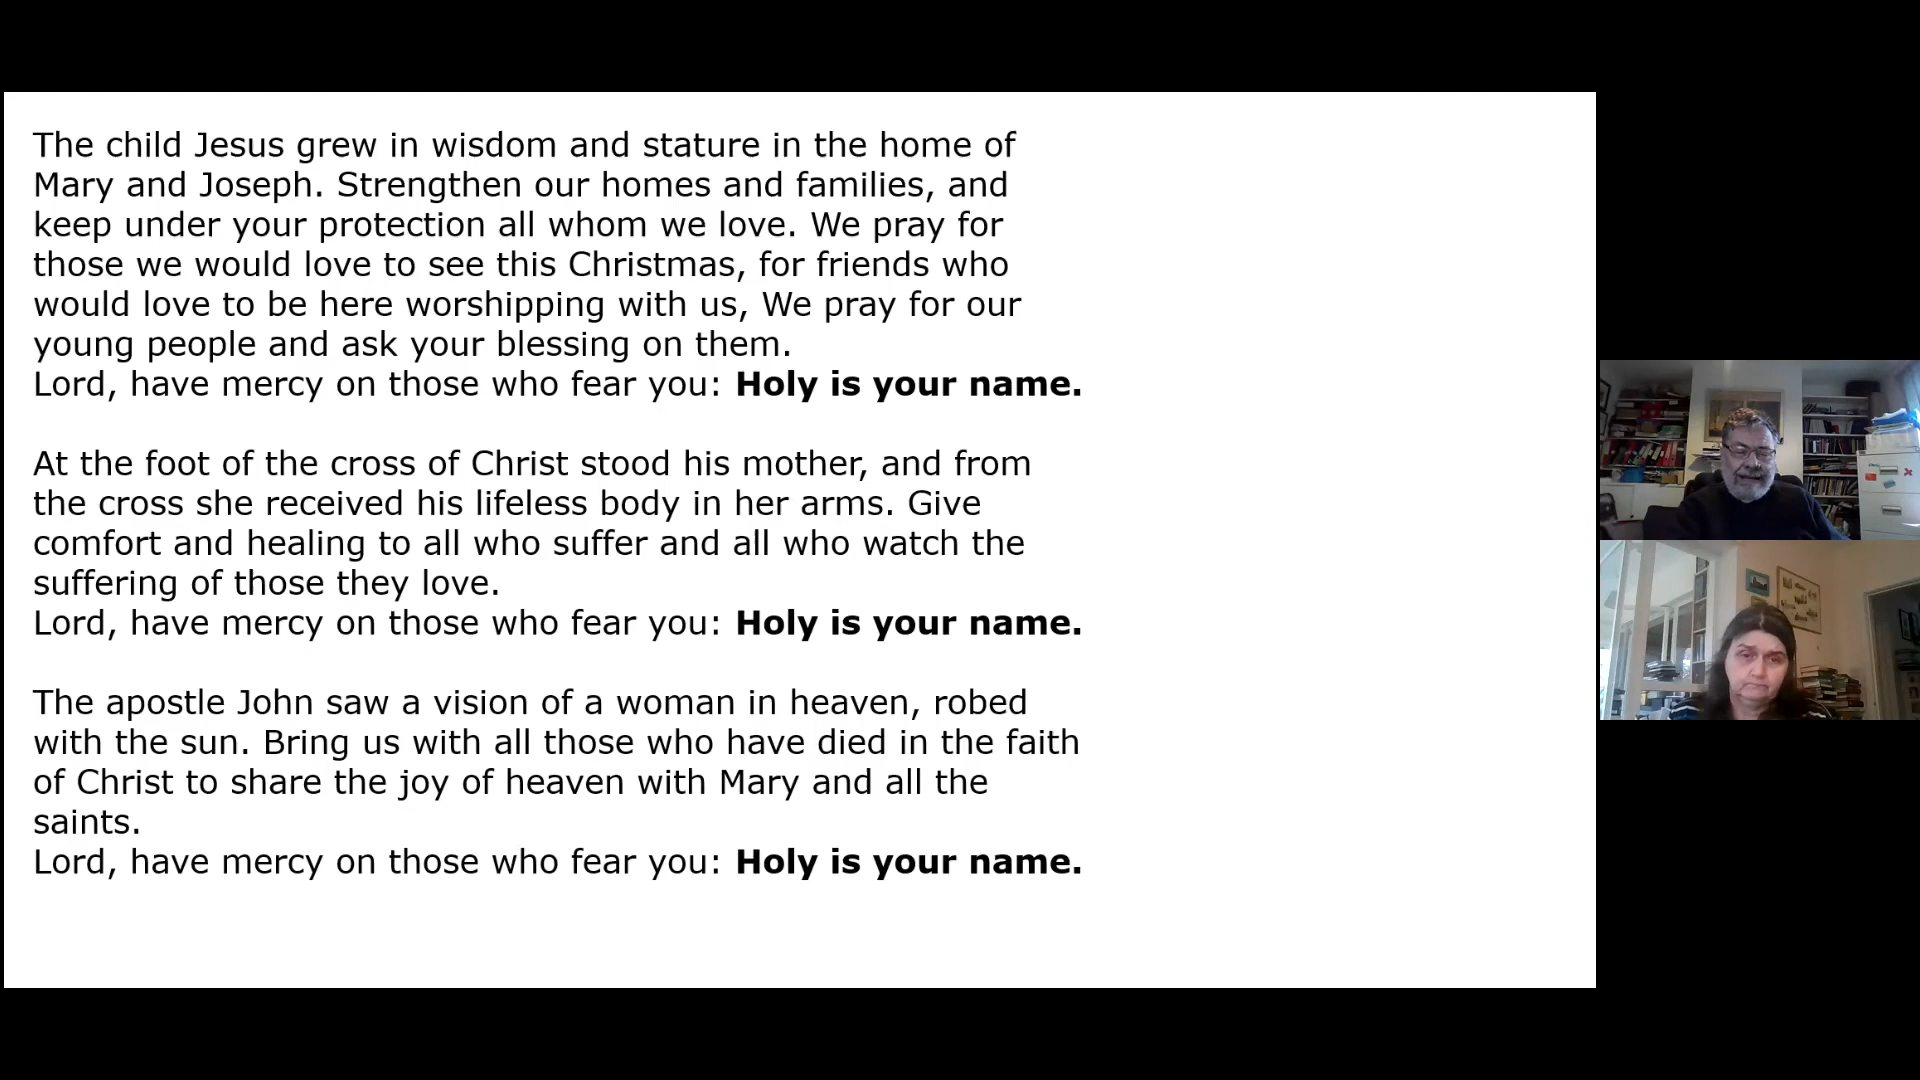 The child Jesus grew in wisdom and stature in the home of
Mary and Joseph. Strengthen our homes and families, and
keep under your protection all whom we love. We pray for
those we would love to see this Christmas, for friends who
would love to be here worshipping with us, We pray for our
young people and ask your blessing on them.
Lord, have mercy on those who fear you: Holy is your name.
At the foot of the cross of Christ stood his mother, and from
the cross she received his lifeless body in her arms. Give
comfort and healing to all who suffer and all who watch the
suffering of those they love.
Lord, have mercy on those who fear you: Holy is your name.
The apostle John saw a vision of a woman in heaven, robed
with the sun. Bring us with all those who have died in the faith
of Christ to share the joy of heaven with Mary and all the
saints.
Lord, have mercy on those who fear you: Holy is your name.